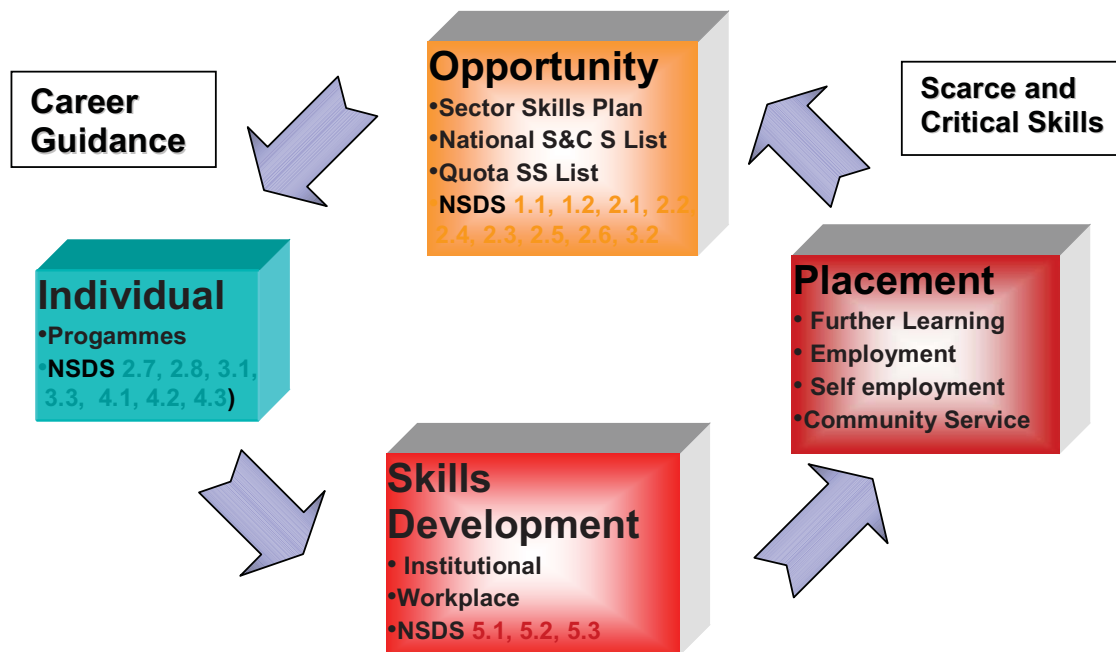 Career
Guidance
Opportunity
•Sector Skills Plan
•National S&C S List
•Quota SS List
NSDS 1.1, 1.2, 2.1, 2.2,
2.4, 2.3, 2.5, 2.6, 3.2
Scarce and
Critical Skills
Individual
•Progammes
•NSDS 2.7, 2.8, 3.1,
3.3, 4.1, 4.2, 4.3)
Placement
• Further Learning
• Employment
• Self employment
•Community Service
Skills
Development
• Institutional
•Workplace
•NSDS 5.1, 5.2, 5.3